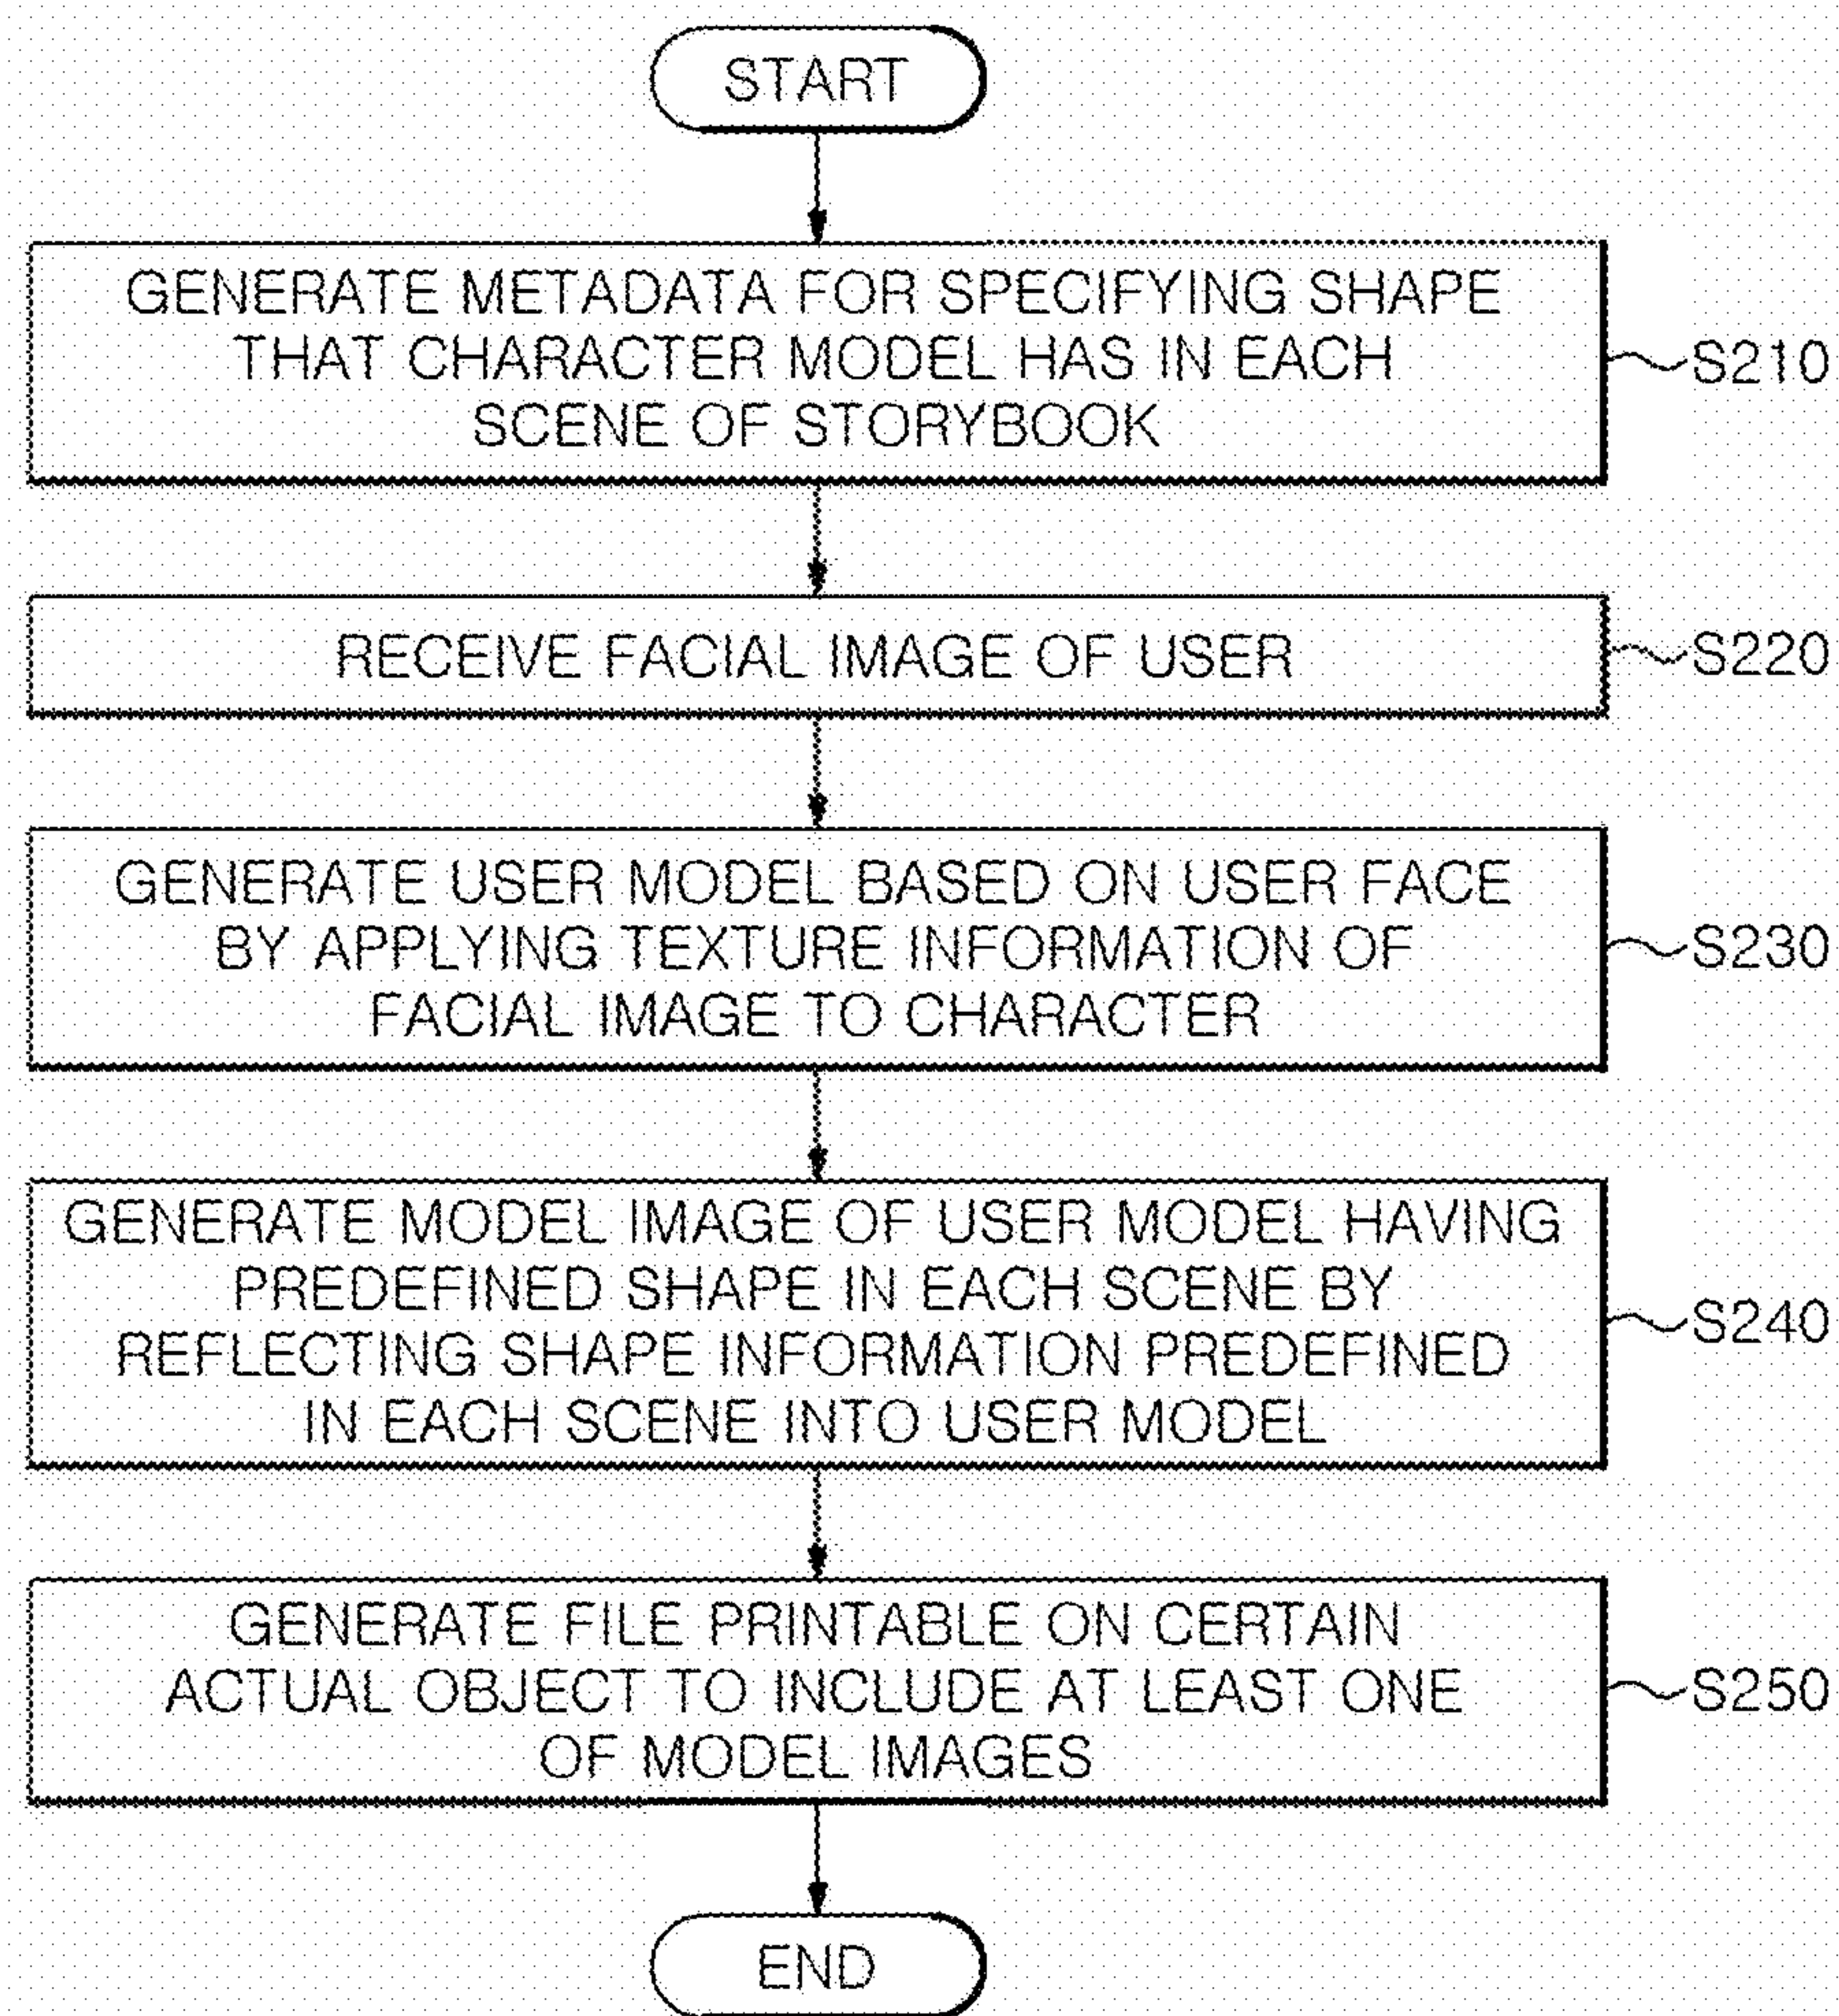 START
GENERATE METADATA FOR SPECIFYING SHAPE
THAT CHARACTER MODEL HAS IN EACH
SCENE OF STORYBOOK
S210
RECEIVE FACIAL IMAGE OF USER
S220
GENERATE USER MODEL BASED ON USER FACE
BY APPLYING TEXTURE INFORMATION OF
FACIAL IMAGE TO CHARACTER
S230
GENERATE MODEL IMAGE OF USER MODEL HAVING
PREDEFINED SHAPE IN EACH SCENE BY
REFLECTING SHAPE INFORMATION PREDEFINED
IN EACH SCENE INTO USER MODEL
S240
GENERATE FILE PRINTABLE ON CERTAIN
ACTUAL OBJECT TO INCLUDE AT LEAST ONE
OF MODEL IMAGES
S250
END